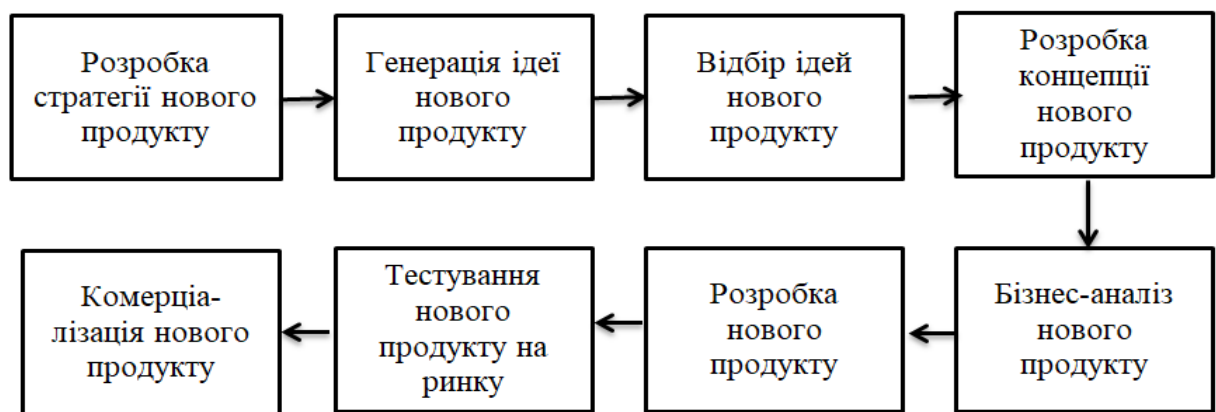 Розробка
стратегії нового
продукту
Генерація ідеї
нового
продукту
Відбір ідей
нового
продукту
Розробка
концепції
нового
продукту
Бізнес-аналіз
нового
продукту
Розробка
нового
продукту
Тестування
нового
продукту на
ринку
Комерціа-
лізація нового
продукту